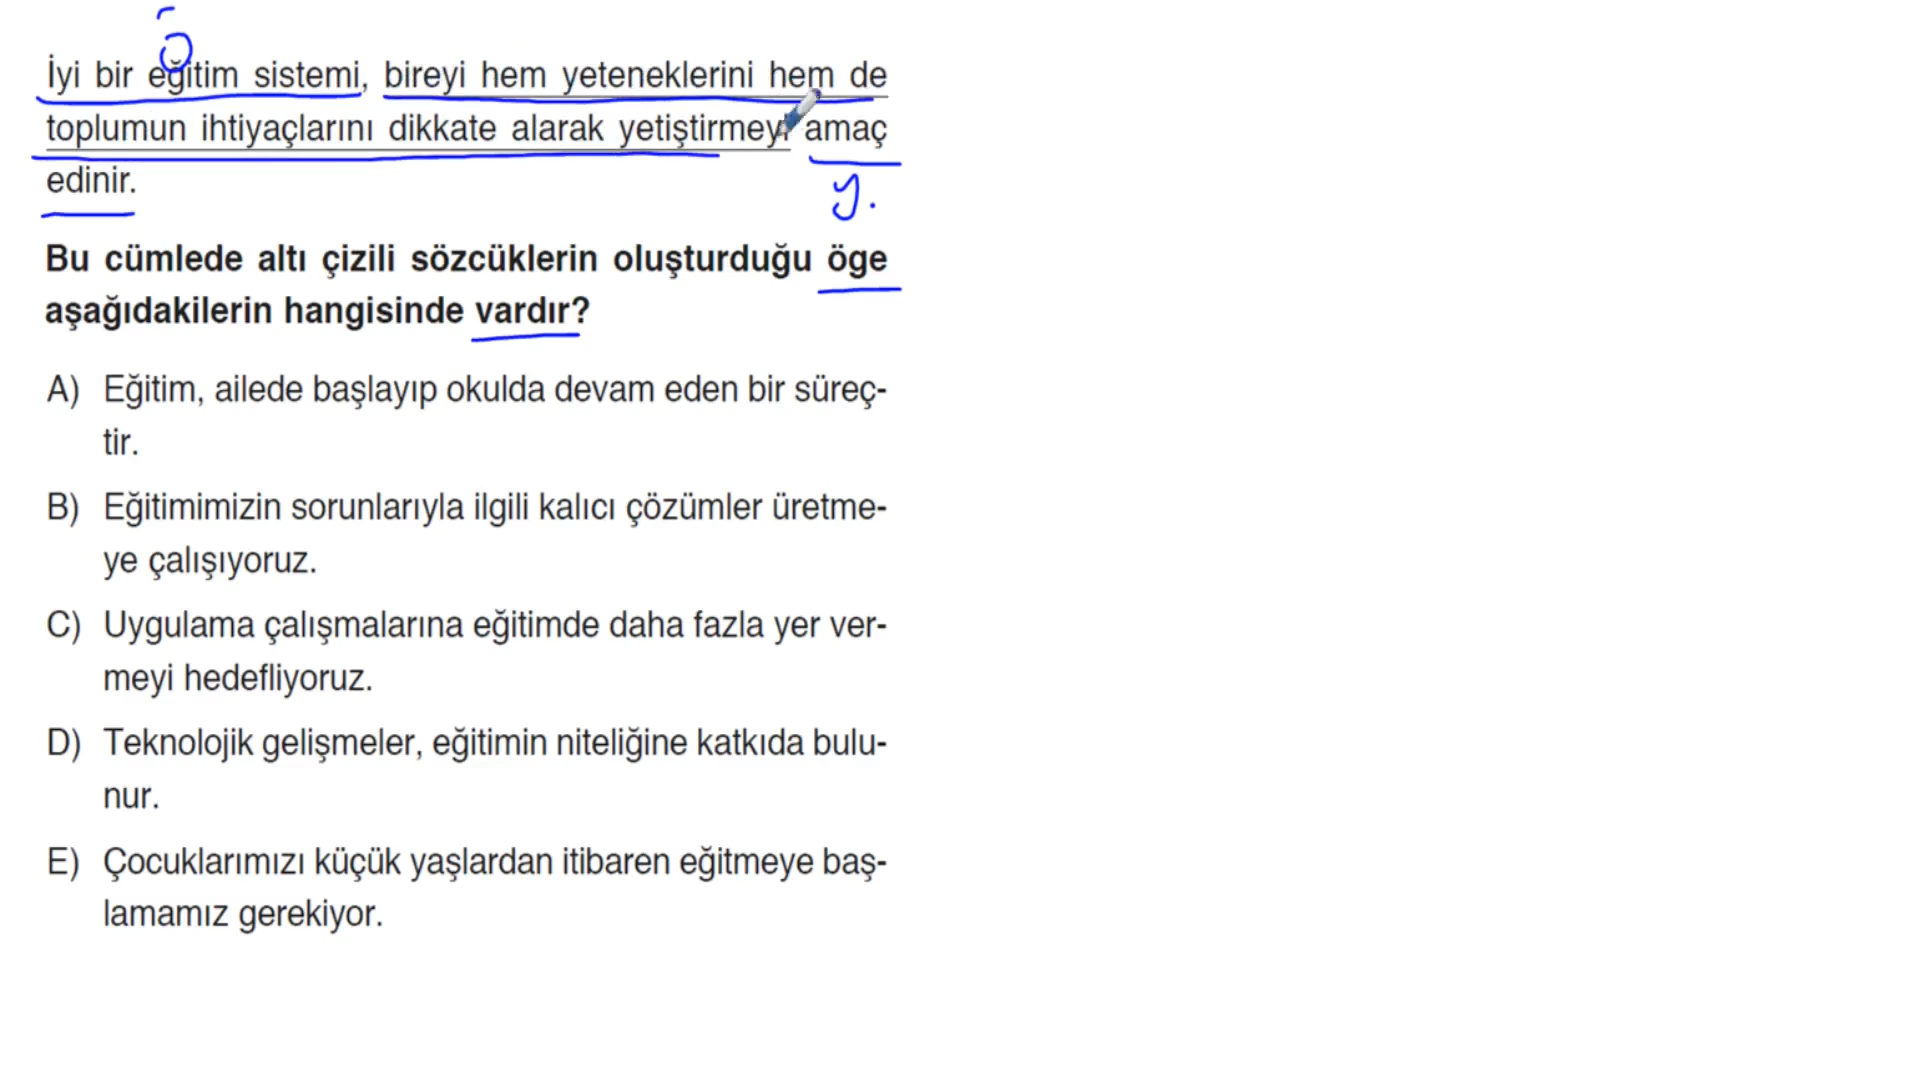 Ö
İyi bir eğitim sistemi, bireyi hem yeteneklerini hem de
toplumun ihtiyaçlarını dikkate alarak yetiştirmeyi amaç
edinir.
y.
Bu cümlede altı çizili sözcüklerin oluşturduğu öge
aşağıdakilerin hangisinde vardır?
A) Eğitim, ailede başlayıp okulda devam eden bir süreç-
tir.
B) Eğitimimizin sorunlarıyla ilgili kalıcı çözümler üretme-
ye çalışıyoruz.
C) Uygulama çalışmalarına eğitimde daha fazla yer ver-
meyi hedefliyoruz.
D) Teknolojik gelişmeler, eğitimin niteliğine katkıda bulu-
nur.
E) Çocuklarımızı küçük yaşlardan itibaren eğitmeye baş-
lamamız gerekiyor.